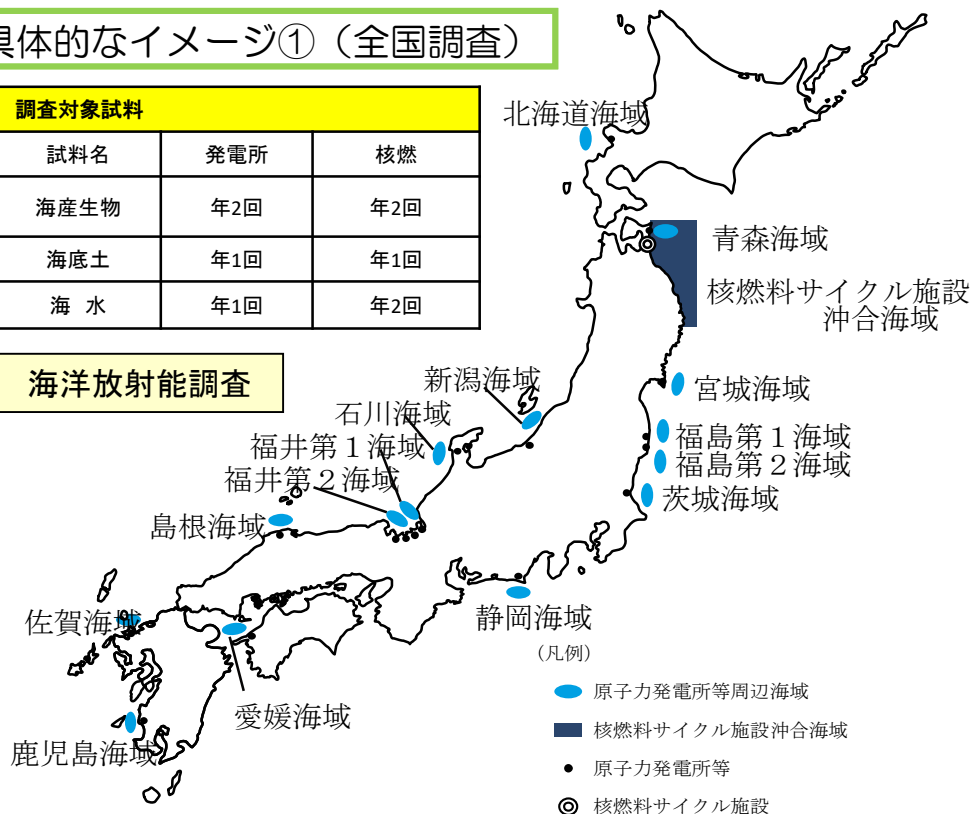 具体的なイメージ①（全国調査）
調査対象試料
試料名 発電所 核燃
海産生物 年2回 年2回
海底土 年1回 年1回
海 水 年1回 年2回
海洋放射能調査
北海道海域
青森海域
核燃料サイクル施設
沖合海域
新潟海域
宮城海域
石川海域
福島第１海域
福井第１海域
福島第２海域
福井第２海域
茨城海域
島根海域
静岡海域
佐賀海域
愛媛海域
鹿児島海域
（凡例）
原子力発電所等周辺海域
核燃料サイクル施設沖合海域
原子力発電所等
核燃料サイクル施設